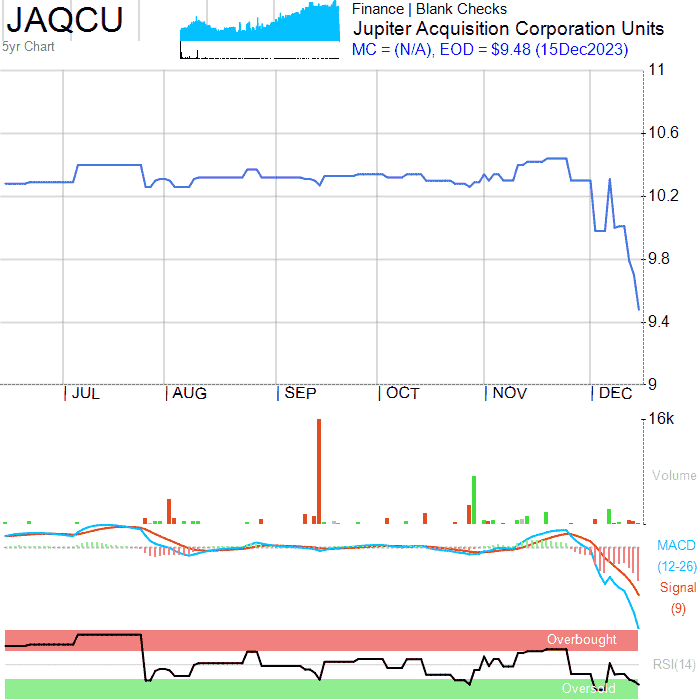 JAQCU
5yr Chart
Finance | Blank Checks
Jupiter Acquisition Corporation Units
MC = (N/A), EOD = $9.48 (15Dec2023)
11
10.6
10.2
9.8
9.4
9
JUL
AUG
SEP
OCT
NOV
DEC
16k
Volume
MACD
(12-26)
Signal
(9)
Overbought
RSI(14)
Oversold